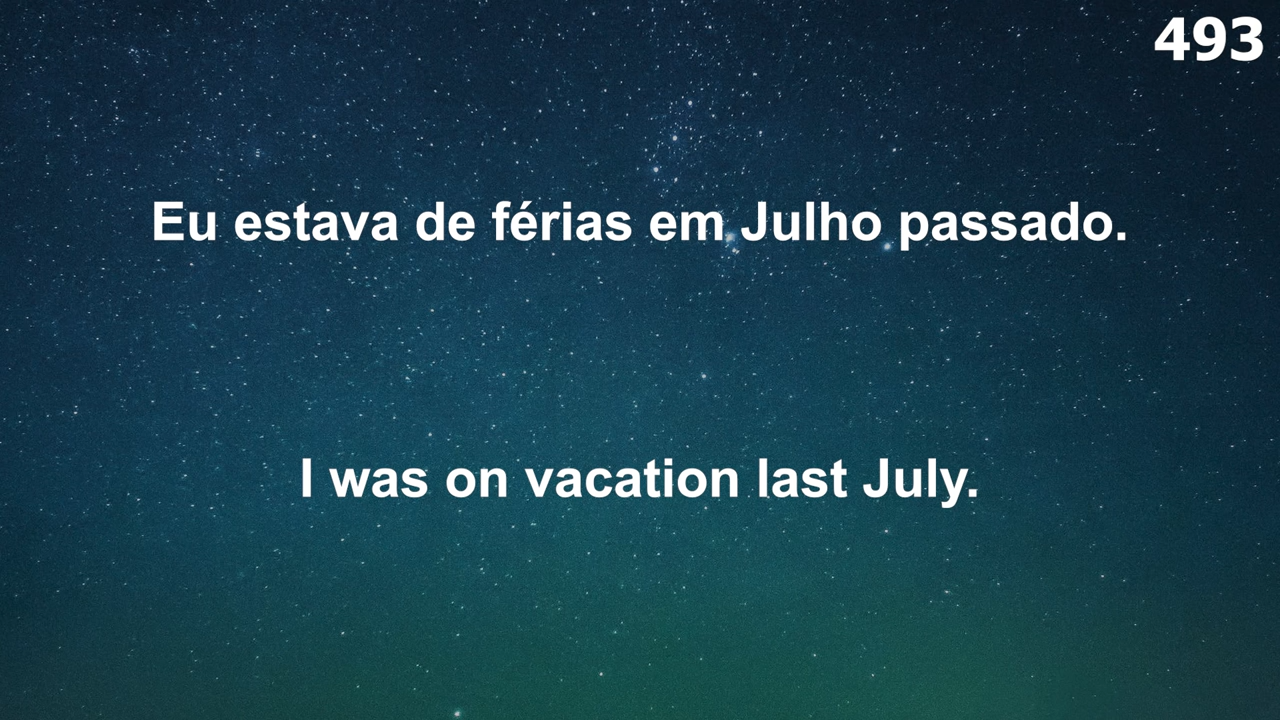 493
Eu estava de férias em Julho passado.
I was on vacation last July.